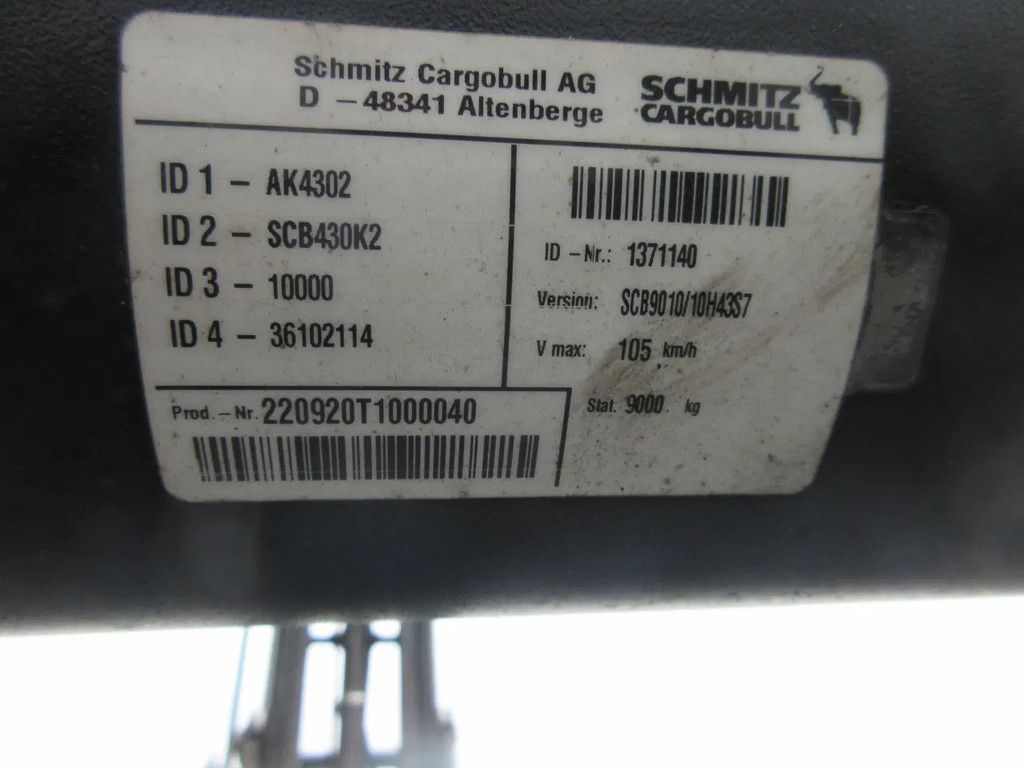 Schmitz Cargobull AG
D - 48341 Altenberge
SCHMITZ
CARGOBULL
ID 1 - AK4302
ID 2 - SCB430K2
ID 3 - 10000
ID 4 - 36102114
ID - Nr.: 1371140
Version: SCB9010/10H43S7
V max: 105 km/h
Stat. 9000 kg
Prod. - Nr. 220920T1000040